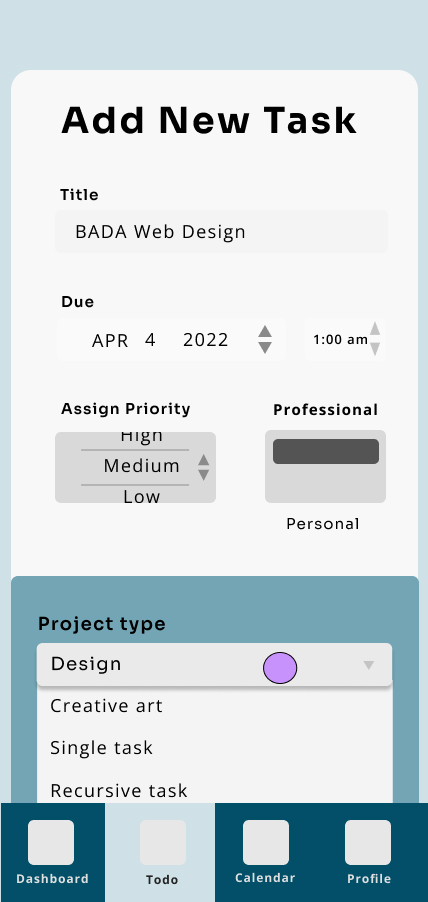 Add New Task
Title
BADA Web Design
Due
APR 4 2022 1:00 am
Assign Priority Professional
High
Medium
Low
Personal
Project type
Design
Creative art
Single task
Recursive task
Dashboard Todo Calendar Profile